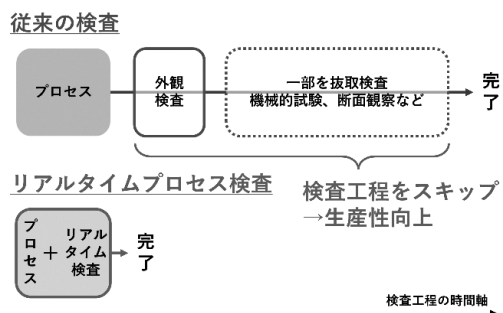 従来の検査
プロセス
外観
検査
一部を抜取検査
機械的試験、断面観察など
完
了
検査工程をスキップ
→生産性向上
リアルタイムプロセス検査
プロセス
+
リアル
タイム
検査
完
了
検査工程の時間軸